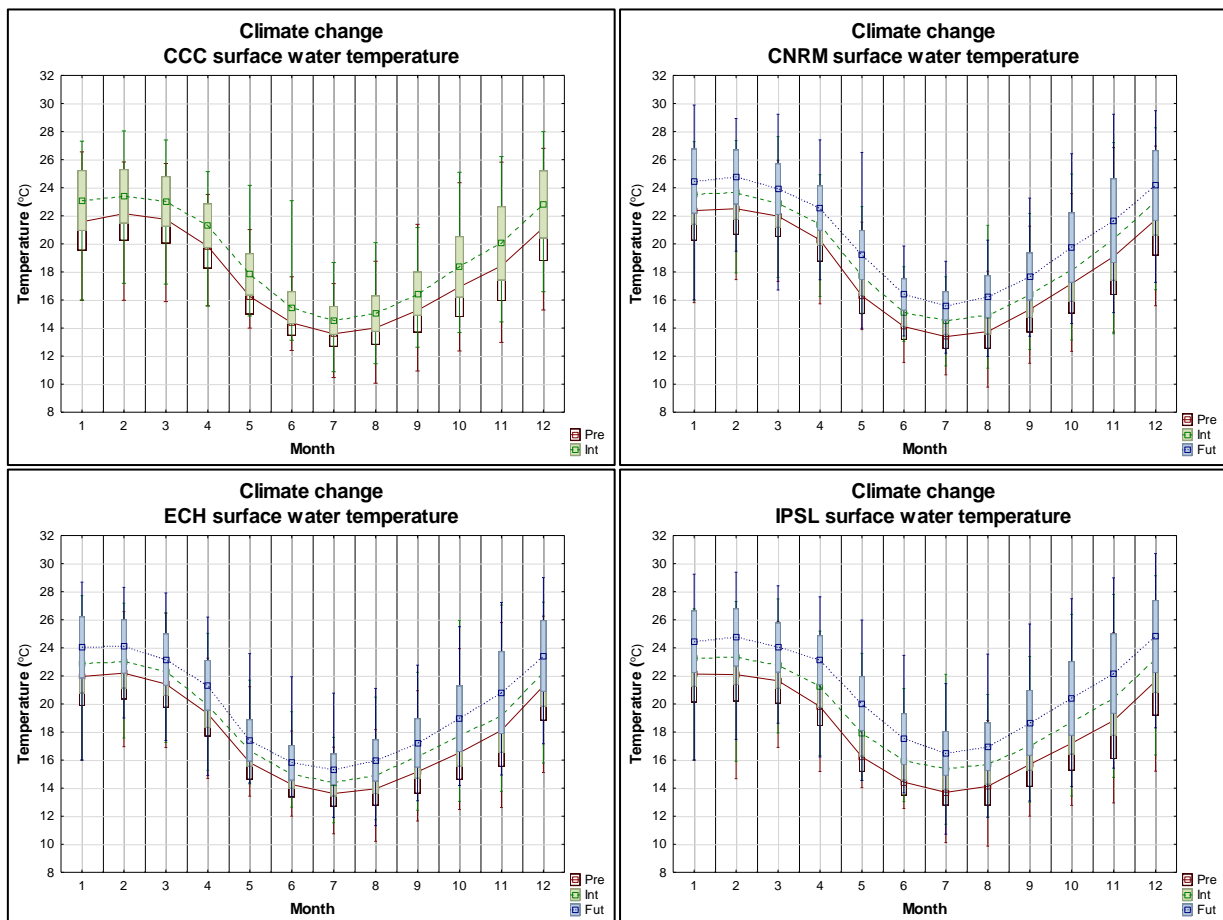 Climate change
CCC surface water temperature
32
30
28
26
24
22
20
18
16
14
12
10
8
Temperature (°C)
1 2 3 4 5 6 7 8 9 10 11 12
Month
Pre
Int
Climate change
CNRM surface water temperature
32
30
28
26
24
22
20
18
16
14
12
10
8
Temperature (°C)
1 2 3 4 5 6 7 8 9 10 11 12
Month
Pre
Int
Fut
Climate change
ECH surface water temperature
32
30
28
26
24
22
20
18
16
14
12
10
8
Temperature (°C)
1 2 3 4 5 6 7 8 9 10 11 12
Month
Pre
Int
Fut
Climate change
IPSL surface water temperature
32
30
28
26
24
22
20
18
16
14
12
10
8
Temperature (°C)
1 2 3 4 5 6 7 8 9 10 11 12
Month
Pre
Int
Fut